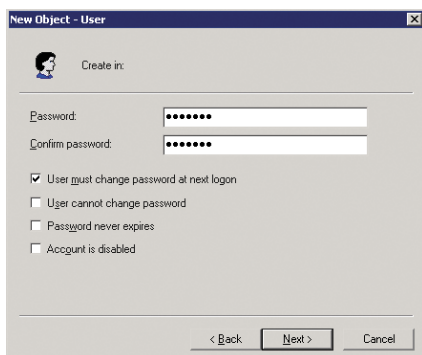 New Object - User
Create in:
Password: •••••••
Confirm password: •••••••
User must change password at next logon
User cannot change password
Password never expires
Account is disabled
< Back Next > Cancel